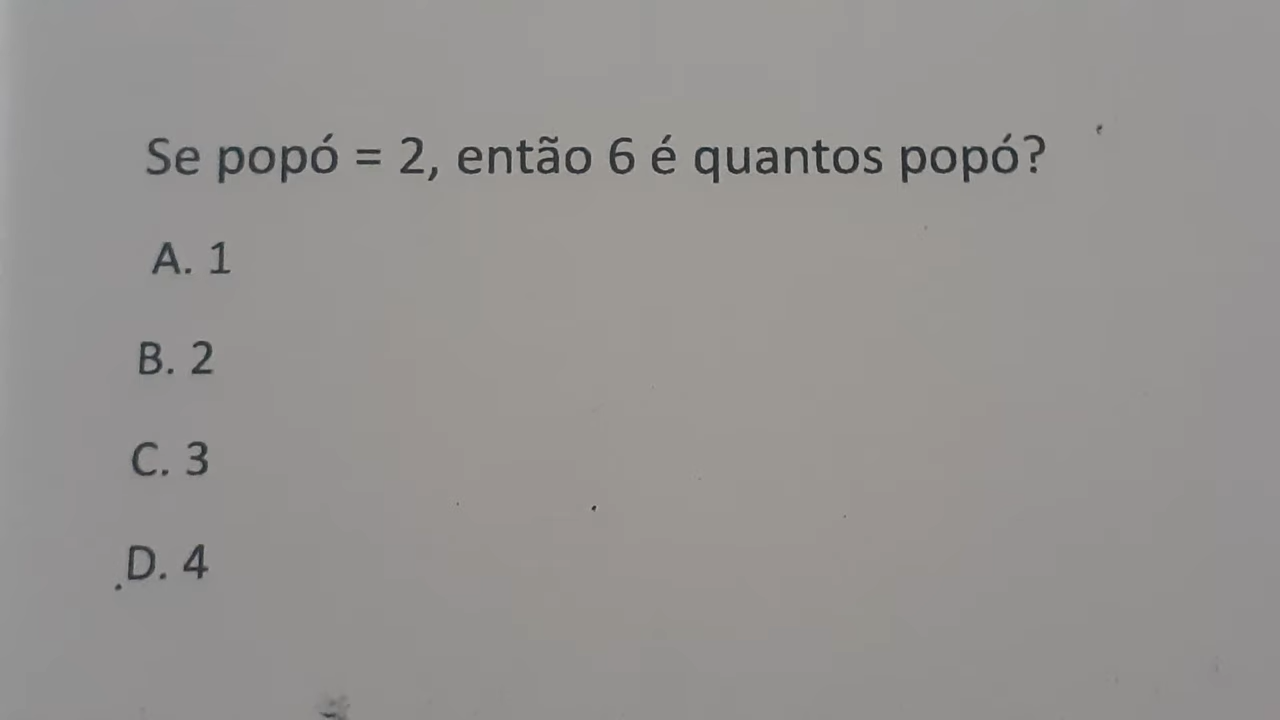 Se popó = 2, então 6 é quantos popó?
A. 1
B. 2
C. 3
D. 4